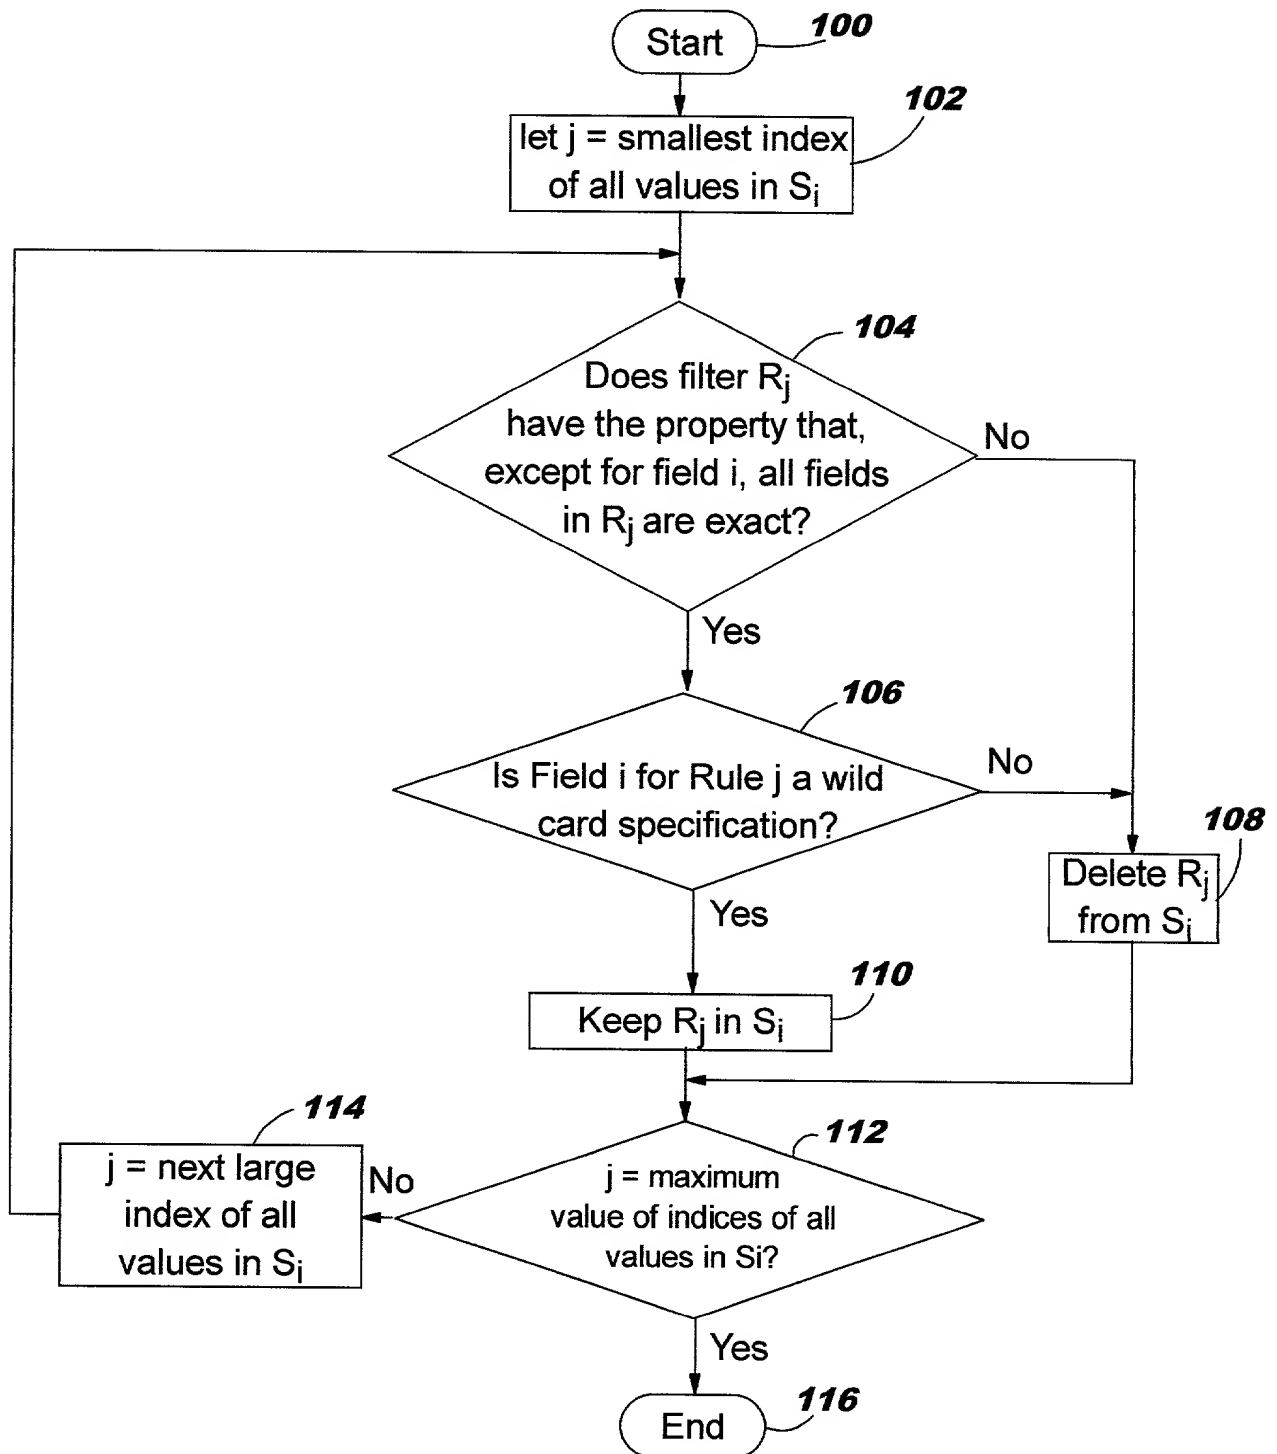 Start
100
102
let j = smallest index
of all values in Si
104
Does filter Rj
have the property that,
except for field i, all fields
in Rj are exact?
No
Yes
106
Is Field i for Rule j a wild
card specification?
No
108
Delete Rj
from Si
Yes
110
Keep Rj in Si
114
j = next large
index of all
values in Si
No
112
j = maximum
value of indices of all
values in Si?
Yes
116
End